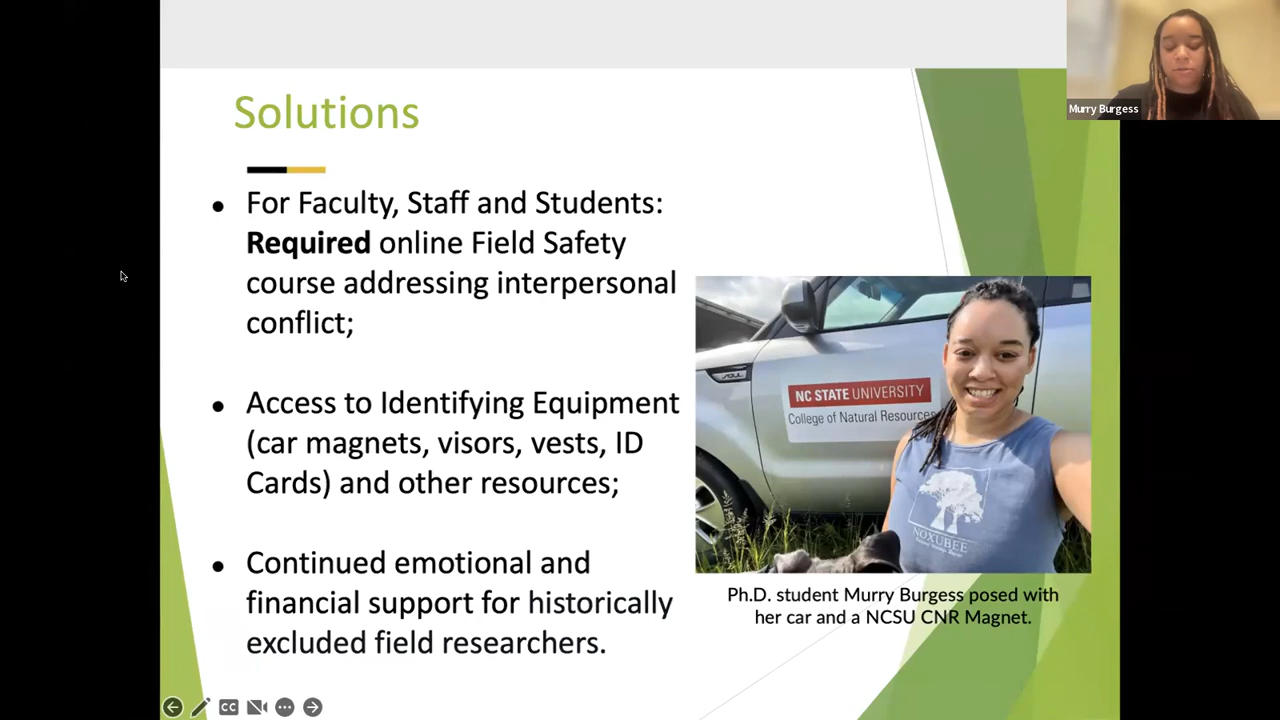 Solutions
Murry Burgess
● For Faculty, Staff and Students:
Required online Field Safety
course addressing interpersonal
conflict;
● Access to Identifying Equipment
(car magnets, visors, vests, ID
Cards) and other resources;
● Continued emotional and
financial support for historically
excluded field researchers.
SOUL
NC STATE UNIVERSITY
College of Natural Resources
NOXUBEE
Ph.D. student Murry Burgess posed with
her car and a NCSU CNR Magnet.
CC